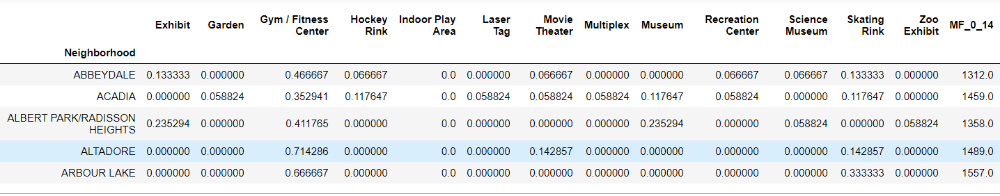 Exhibit Garden Gym / Fitness Center Hockey Rink Indoor Play Area Laser Tag Movie Theater Multiplex Museum Recreation Center Science Museum Skating Rink Zoo Exhibit MF_0_14
Neighborhood
ABBEYDALE 0.133333 0.000000 0.466667 0.066667 0.0 0.000000 0.066667 0.000000 0.000000 0.066667 0.066667 0.133333 0.000000 1312.0
ACADIA 0.000000 0.058824 0.352941 0.117647 0.0 0.058824 0.058824 0.058824 0.117647 0.058824 0.000000 0.117647 0.000000 1459.0
ALBERT PARK/RADISSON HEIGHTS 0.235294 0.000000 0.411765 0.000000 0.0 0.000000 0.000000 0.000000 0.235294 0.000000 0.058824 0.000000 0.058824 1358.0
ALTADORE 0.000000 0.000000 0.714286 0.000000 0.0 0.000000 0.142857 0.000000 0.000000 0.000000 0.000000 0.142857 0.000000 1489.0
ARBOUR LAKE 0.000000 0.000000 0.666667 0.000000 0.0 0.000000 0.000000 0.000000 0.000000 0.000000 0.000000 0.333333 0.000000 1557.0